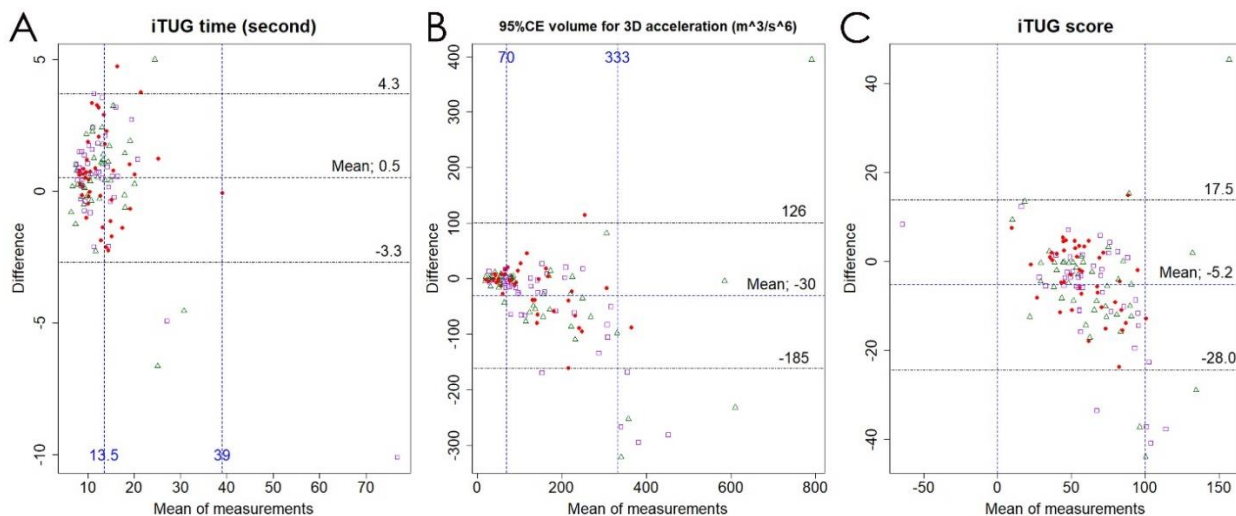 A
iTUG time (second)
5
0
-5
-10
Difference
4.3
Mean; 0.5
-3.3
13.5
39
10 20 30 40 50 60 70
Mean of measurements
B
95%CE volume for 3D acceleration (m^3/s^6)
400
300
200
100
0
-100
-200
-300
Difference
70
333
126
Mean; -30
-185
0 200 400 600 800
Mean of measurements
C
iTUG score
40
20
0
-20
-40
Difference
17.5
Mean; -5.2
-28.0
-50 0 50 100 150
Mean of measurements